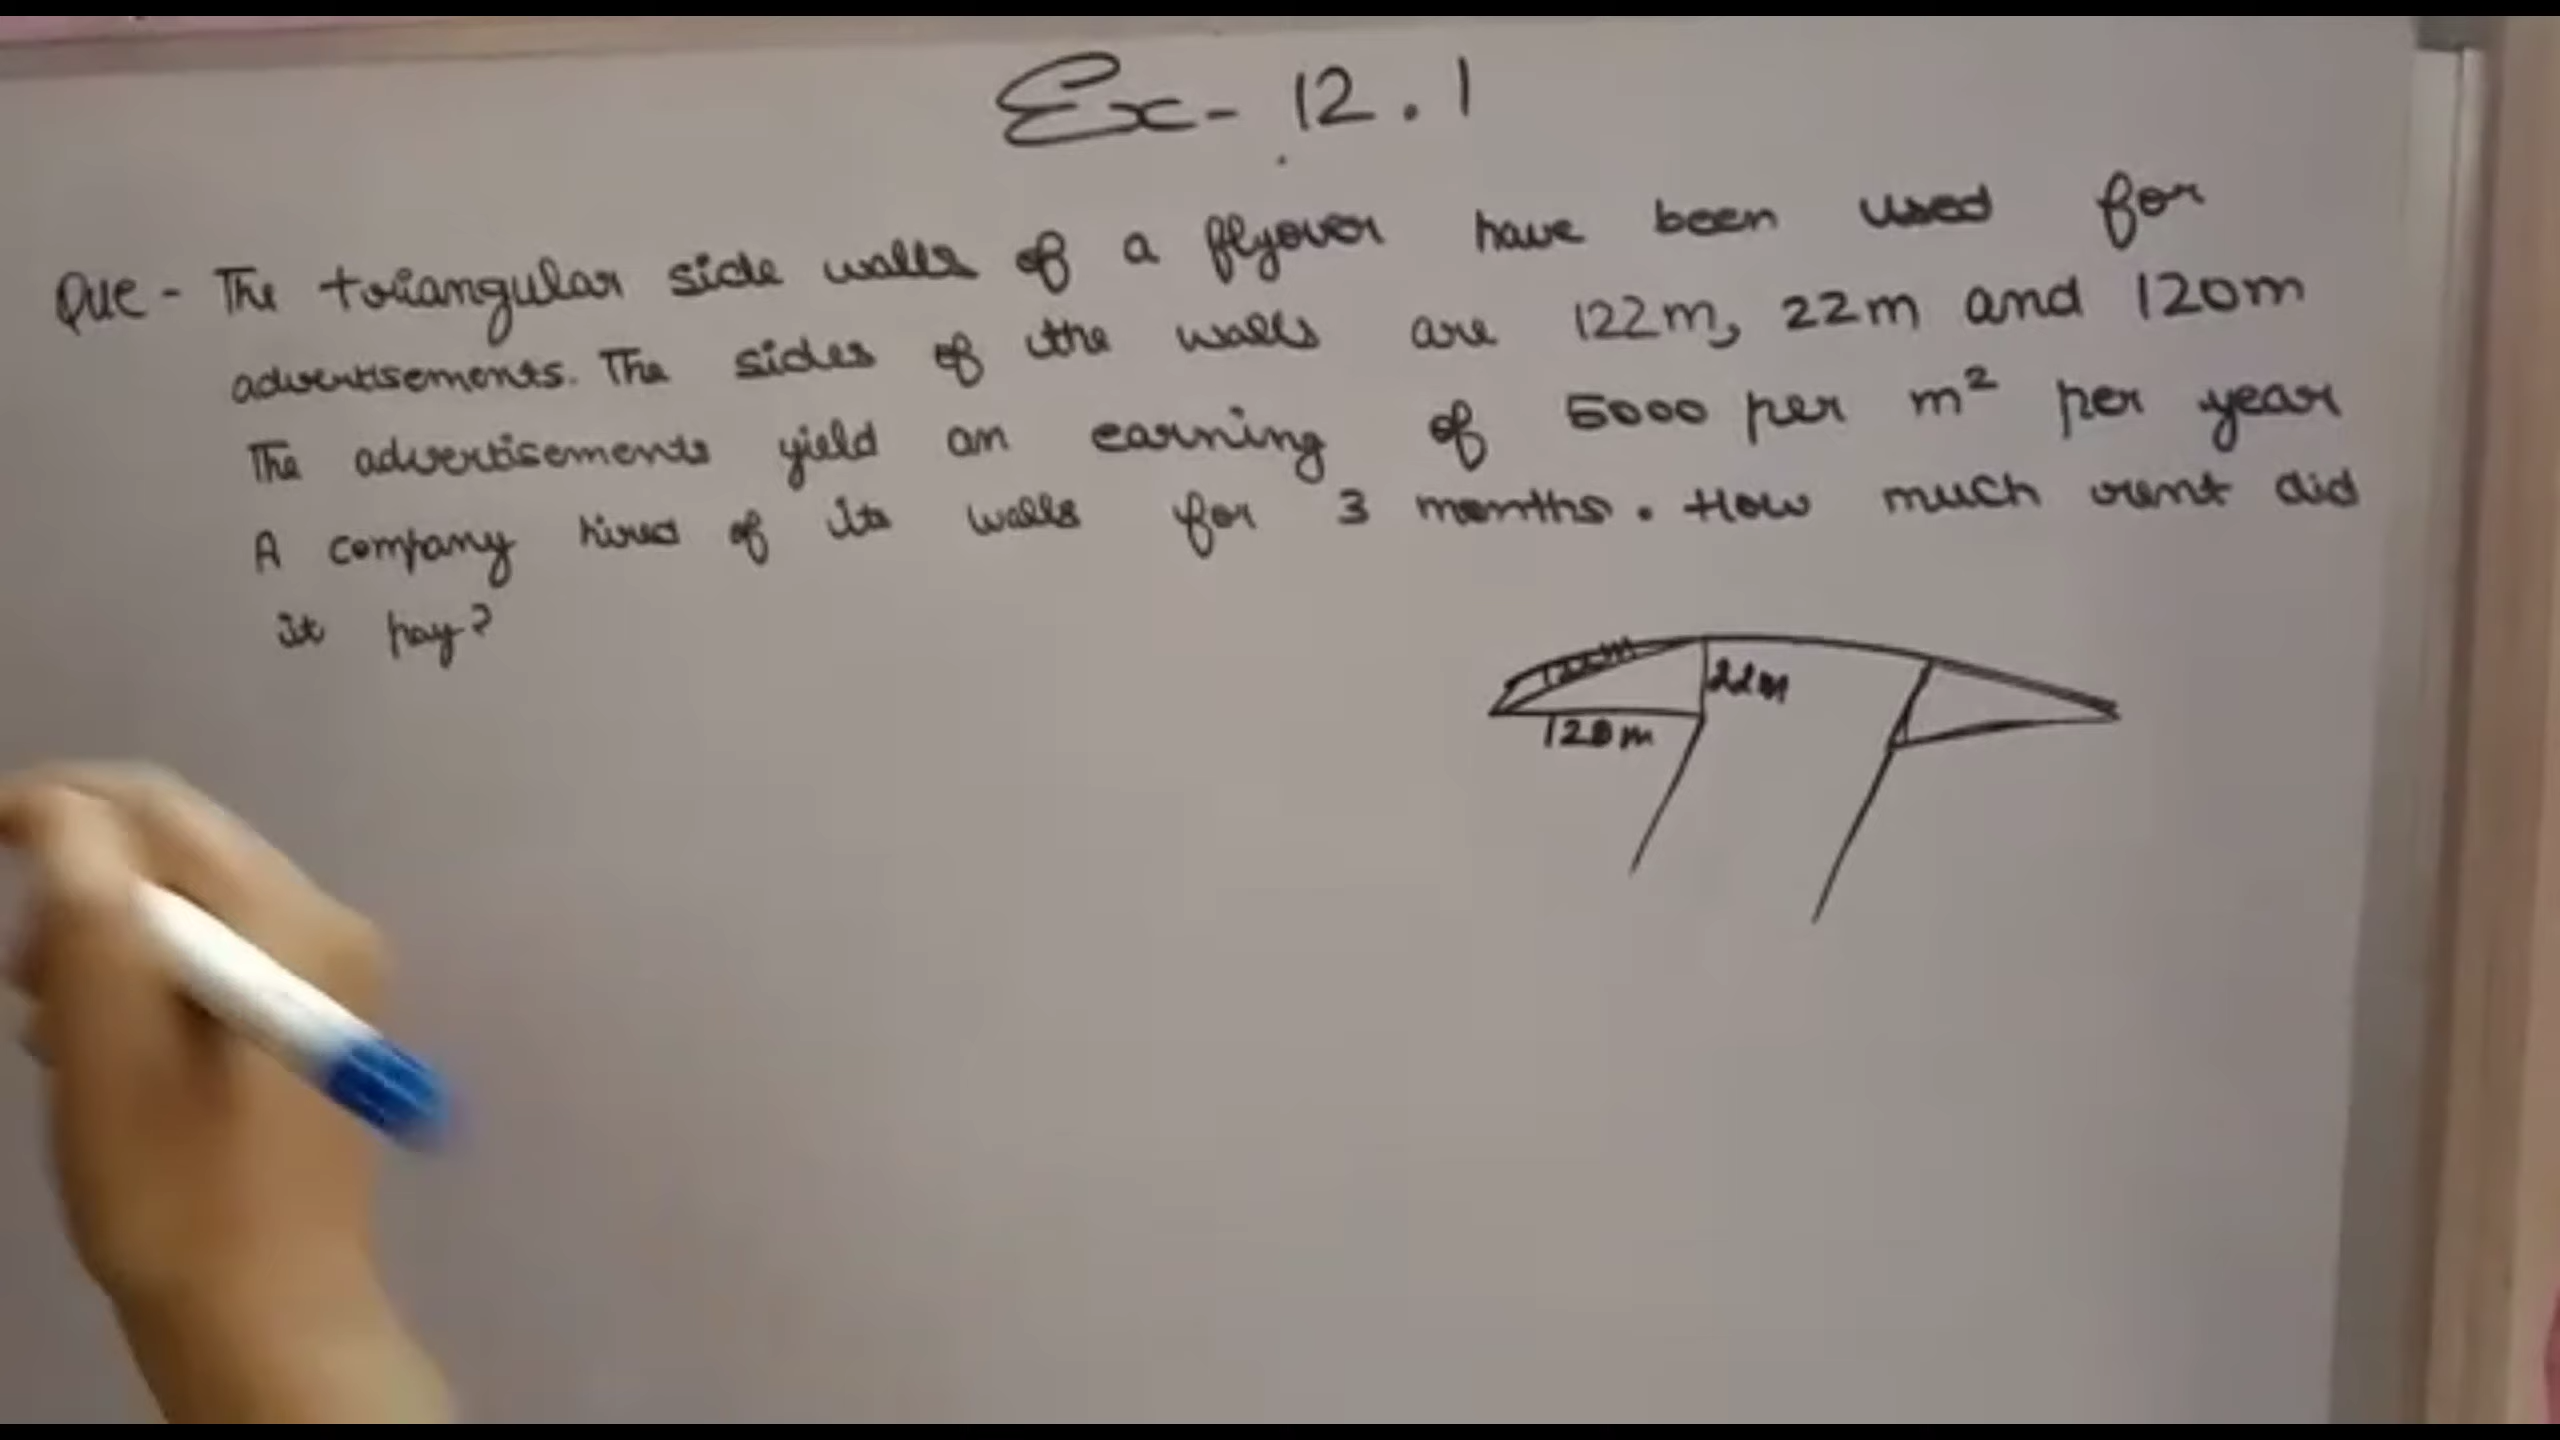 Ex- 12.1
Que - The triangular side walls of a flyover have been used for
advertisements. The sides of the walls are 122m, 22m and 120m
The advertisements yield an earning of 5000 per m² per year
A company hired of its walls for 3 months. How much rent did
it pay?
122m
22m
120m